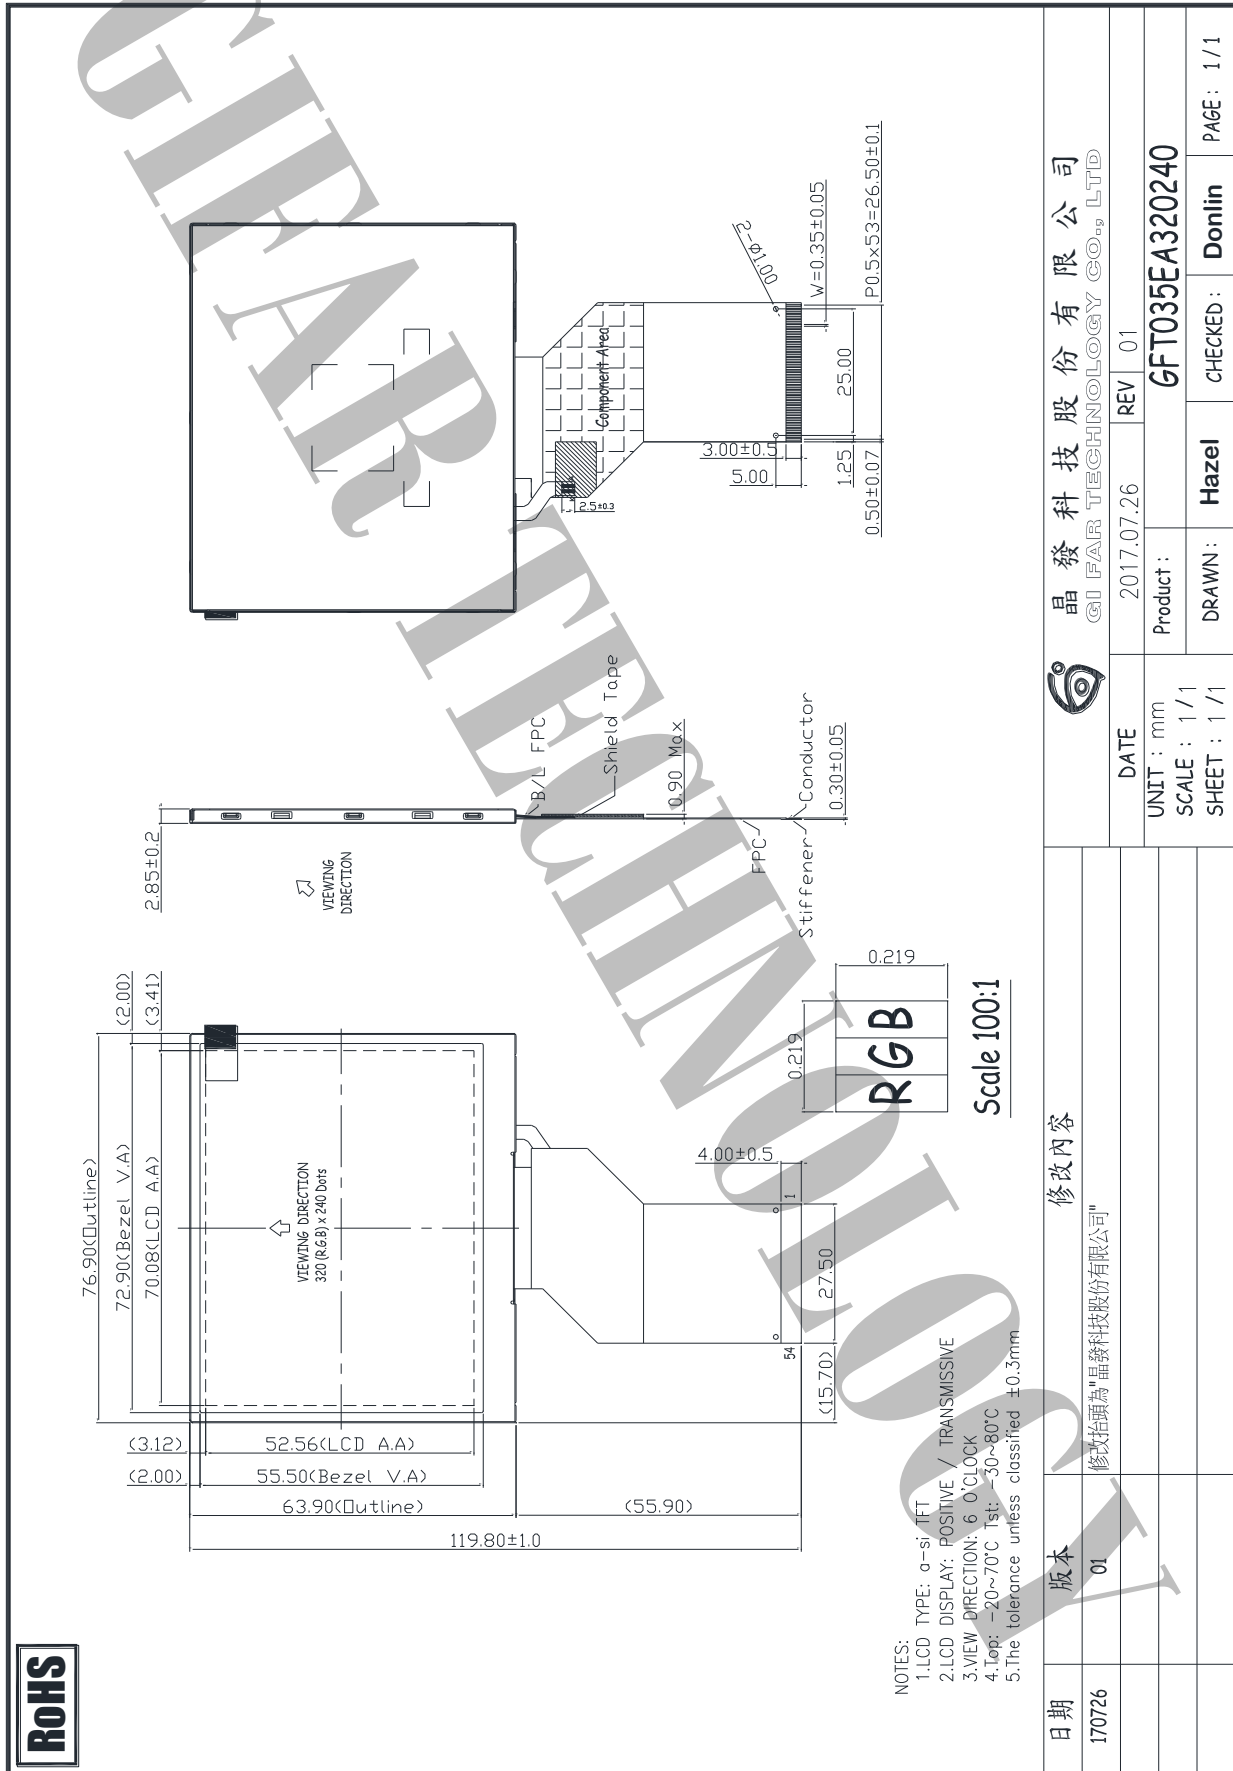 RoHS
76.90(Outline)
72.90(Bezel V.A)
70.08(LCD A.A)
(2.00)
(3.41)
(3.12)
52.56(LCD A.A)
(2.00)
55.50(Bezel V.A)
63.90(Outline)
(55.90)
119.80±1.0
VIEWING DIRECTION
320 (R.G.B) x 240 Dots
4.00±0.5
54
1
(15.70)
27.50
2.85±0.2
VIEWING
DIRECTION
B/L FPC
Shield Tape
0.90 Max
FPC
Stiffener
Conductor
0.30±0.05
Component Area
2.5±0.3
2-Ø1.00
3.00±0.5
5.00
W=0.35±0.05
1.25
25.00
0.50±0.07
P0.5x53=26.50±0.1
0.219
0.219
R G B
Scale 100:1
NOTES:
1.LCD TYPE: a-si TFT
2.LCD DISPLAY: POSITIVE / TRANSMISSIVE
3.VIEW DIRECTION: 6 O'CLOCK
4.Top: -20~70°C Tst: -30~80°C
5.The tolerance unless classified ±0.3mm
日期 版本 修改內容
170726 01 修改抬頭為"晶發科技股份有限公司"
晶發科技股份有限公司
GI FAR TECHNOLOGY CO., LTD
DATE 2017.07.26 REV 01
UNIT : mm
SCALE : 1/1
SHEET : 1/1
Product : GFT035EA320240
DRAWN : Hazel CHECKED : Donlin PAGE : 1/1
GIFAR TECHNOLOGY